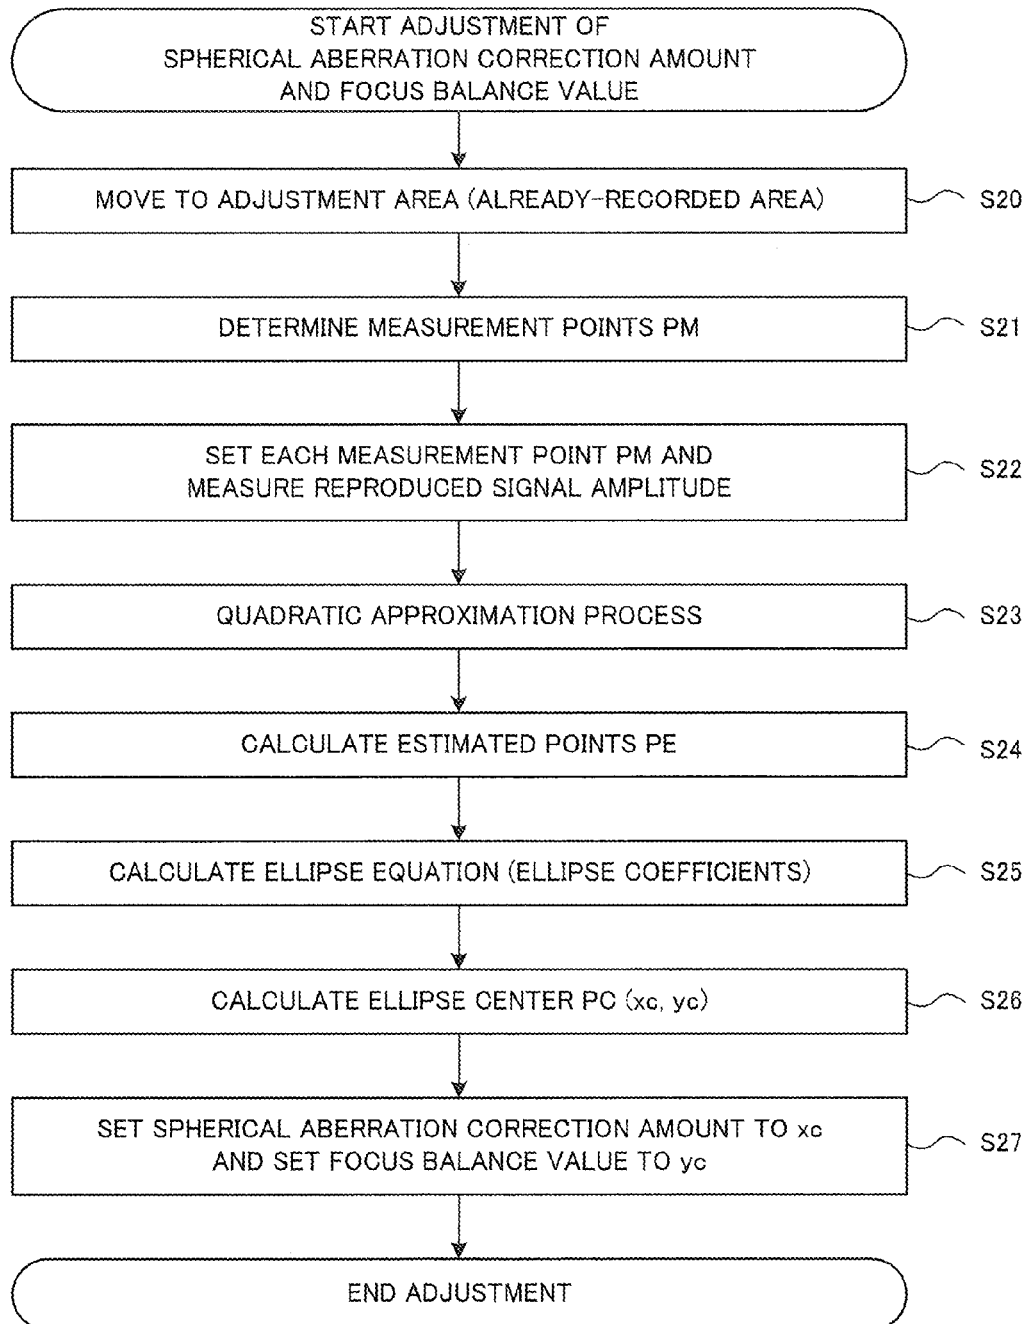 START ADJUSTMENT OF
SPHERICAL ABERRATION CORRECTION AMOUNT
AND FOCUS BALANCE VALUE
MOVE TO ADJUSTMENT AREA (ALREADY-RECORDED AREA)
S20
DETERMINE MEASUREMENT POINTS PM
S21
SET EACH MEASUREMENT POINT PM AND
MEASURE REPRODUCED SIGNAL AMPLITUDE
S22
QUADRATIC APPROXIMATION PROCESS
S23
CALCULATE ESTIMATED POINTS PE
S24
CALCULATE ELLIPSE EQUATION (ELLIPSE COEFFICIENTS)
S25
CALCULATE ELLIPSE CENTER PC (xc, yc)
S26
SET SPHERICAL ABERRATION CORRECTION AMOUNT TO xc
AND SET FOCUS BALANCE VALUE TO yc
S27
END ADJUSTMENT